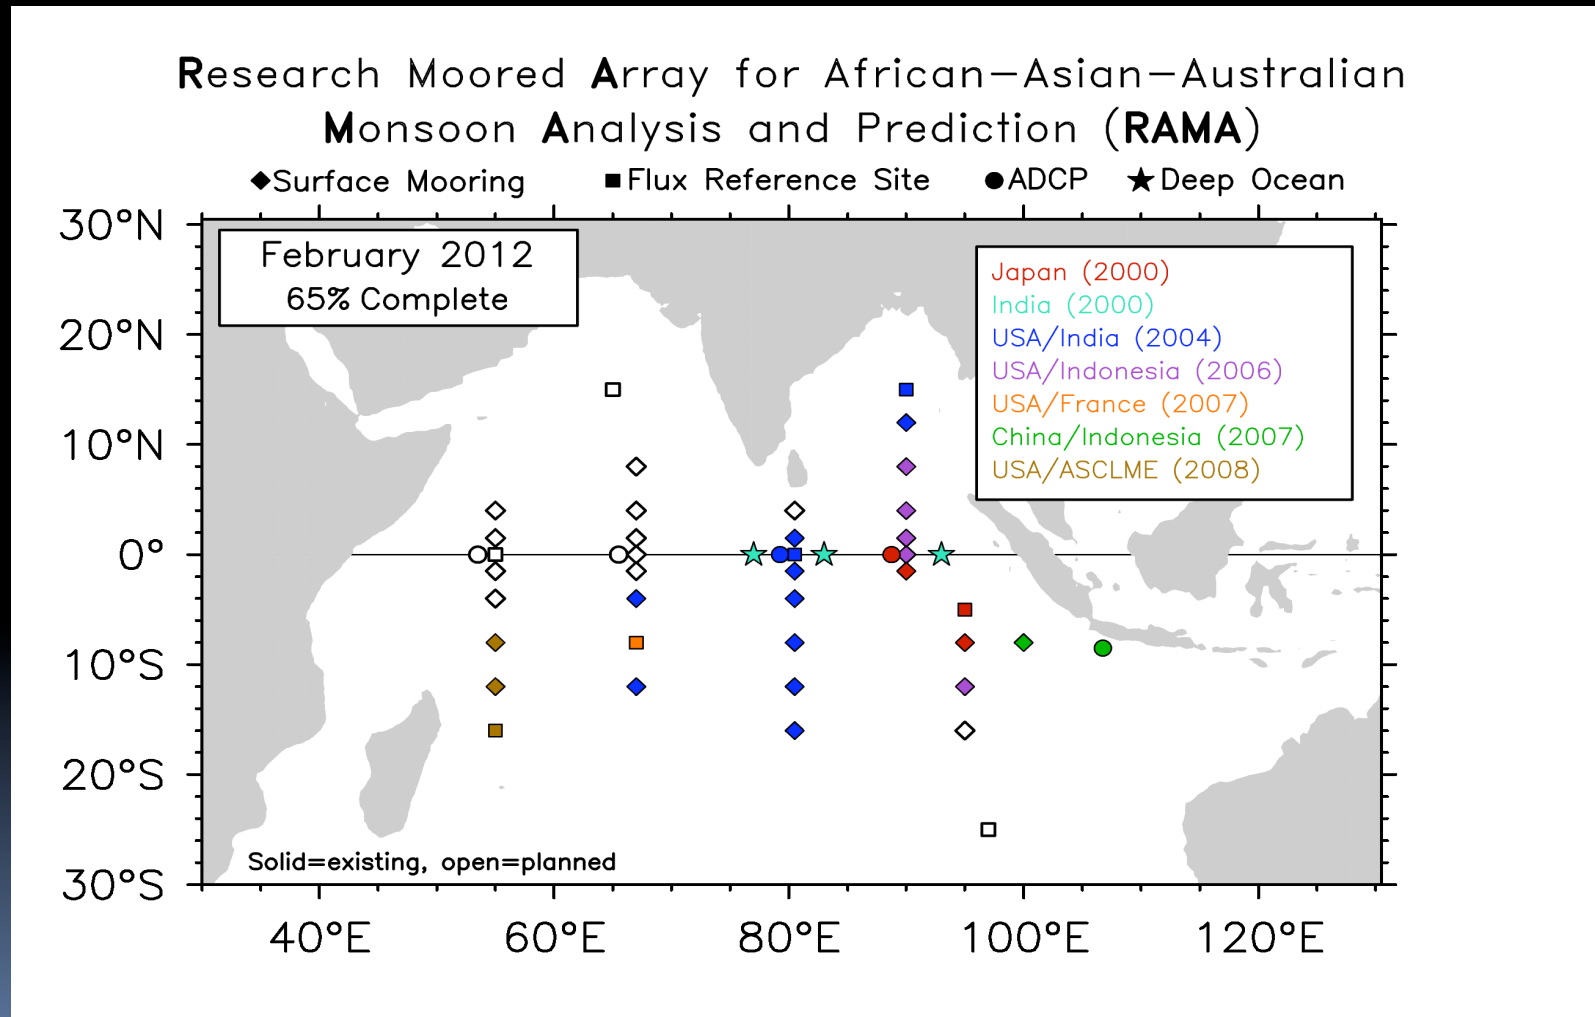 Research Moored Array for African-Asian-Australian
Monsoon Analysis and Prediction (RAMA)
◆Surface Mooring ■Flux Reference Site ●ADCP ★Deep Ocean
30°N
20°N
10°N
0°
10°S
20°S
30°S
February 2012
65% Complete
Japan (2000)
India (2000)
USA/India (2004)
USA/Indonesia (2006)
USA/France (2007)
China/Indonesia (2007)
USA/ASCLME (2008)
Solid=existing, open=planned
40°E 60°E 80°E 100°E 120°E